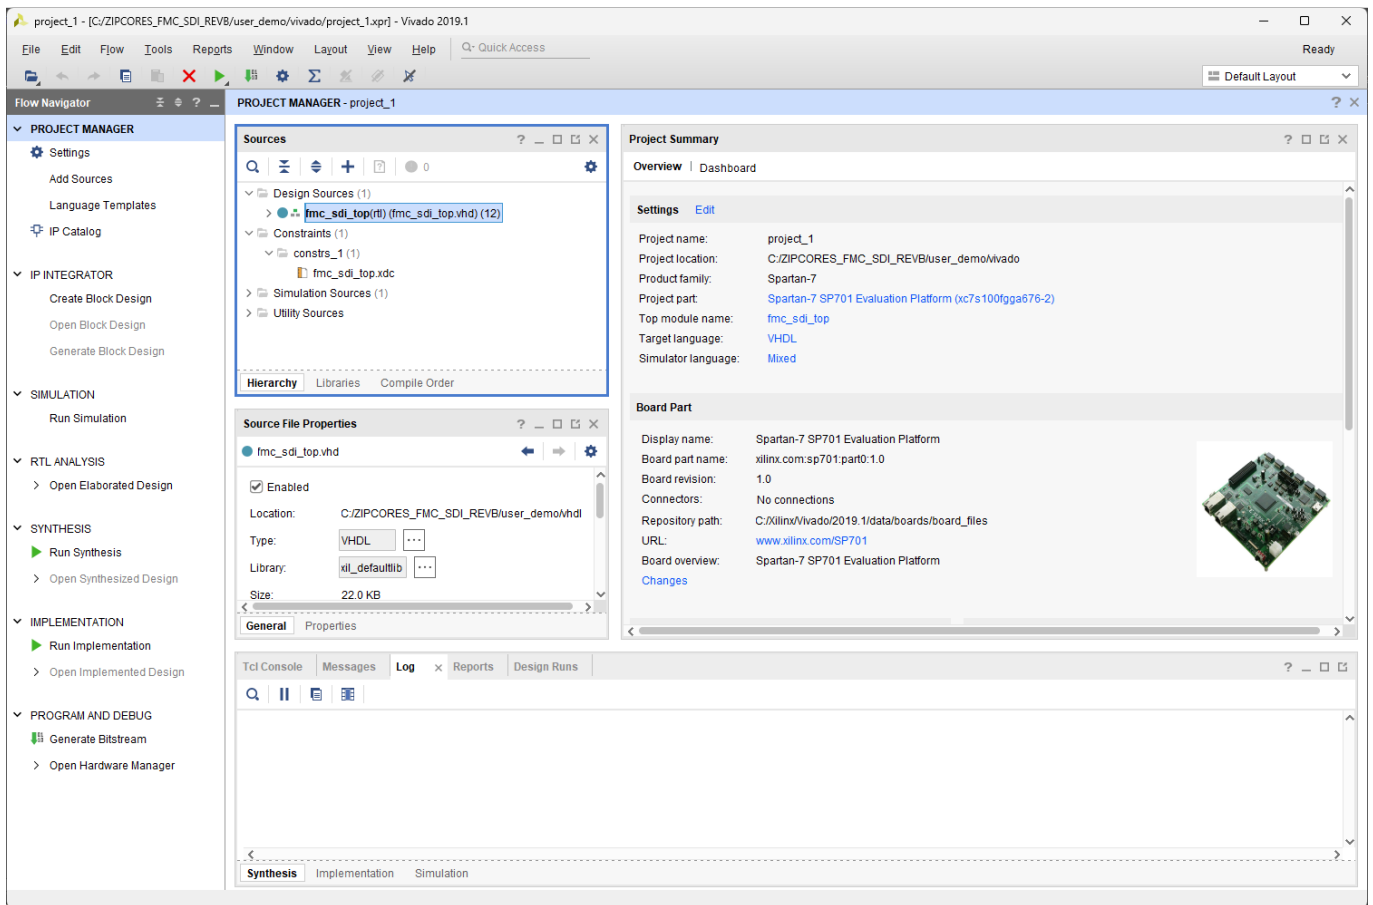 project_1 - [C:/ZIPCORES_FMC_SDI_REVB/user_demo/vivado/project_1.xpr] - Vivado 2019.1
File Edit Flow Tools Reports Window Layout View Help Q- Quick Access Ready
Default Layout
Flow Navigator
PROJECT MANAGER
Settings
Add Sources
Language Templates
IP Catalog
IP INTEGRATOR
Create Block Design
Open Block Design
Generate Block Design
SIMULATION
Run Simulation
RTL ANALYSIS
Open Elaborated Design
SYNTHESIS
Run Synthesis
Open Synthesized Design
IMPLEMENTATION
Run Implementation
Open Implemented Design
PROGRAM AND DEBUG
Generate Bitstream
Open Hardware Manager
PROJECT MANAGER - project_1
Sources
0
Design Sources (1)
fmc_sdi_top(rtl) (fmc_sdi_top.vhd) (12)
Constraints (1)
constrs_1 (1)
fmc_sdi_top.xdc
Simulation Sources (1)
Utility Sources
Hierarchy Libraries Compile Order
Source File Properties
fmc_sdi_top.vhd
Enabled
Location: C:/ZIPCORES_FMC_SDI_REVB/user_demo/vhdl
Type: VHDL ...
Library: xil_defaultlib ...
Size: 22.0 KB
General Properties
Project Summary
Overview | Dashboard
Settings Edit
Project name: project_1
Project location: C:/ZIPCORES_FMC_SDI_REVB/user_demo/vivado
Product family: Spartan-7
Project part: Spartan-7 SP701 Evaluation Platform (xc7s100fgga676-2)
Top module name: fmc_sdi_top
Target language: VHDL
Simulator language: Mixed
Board Part
Display name: Spartan-7 SP701 Evaluation Platform
Board part name: xilinx.com:sp701:part0:1.0
Board revision: 1.0
Connectors: No connections
Repository path: C:/Xilinx/Vivado/2019.1/data/boards/board_files
URL: www.xilinx.com/SP701
Board overview: Spartan-7 SP701 Evaluation Platform
Changes
Tcl Console Messages Log Reports Design Runs
Synthesis Implementation Simulation